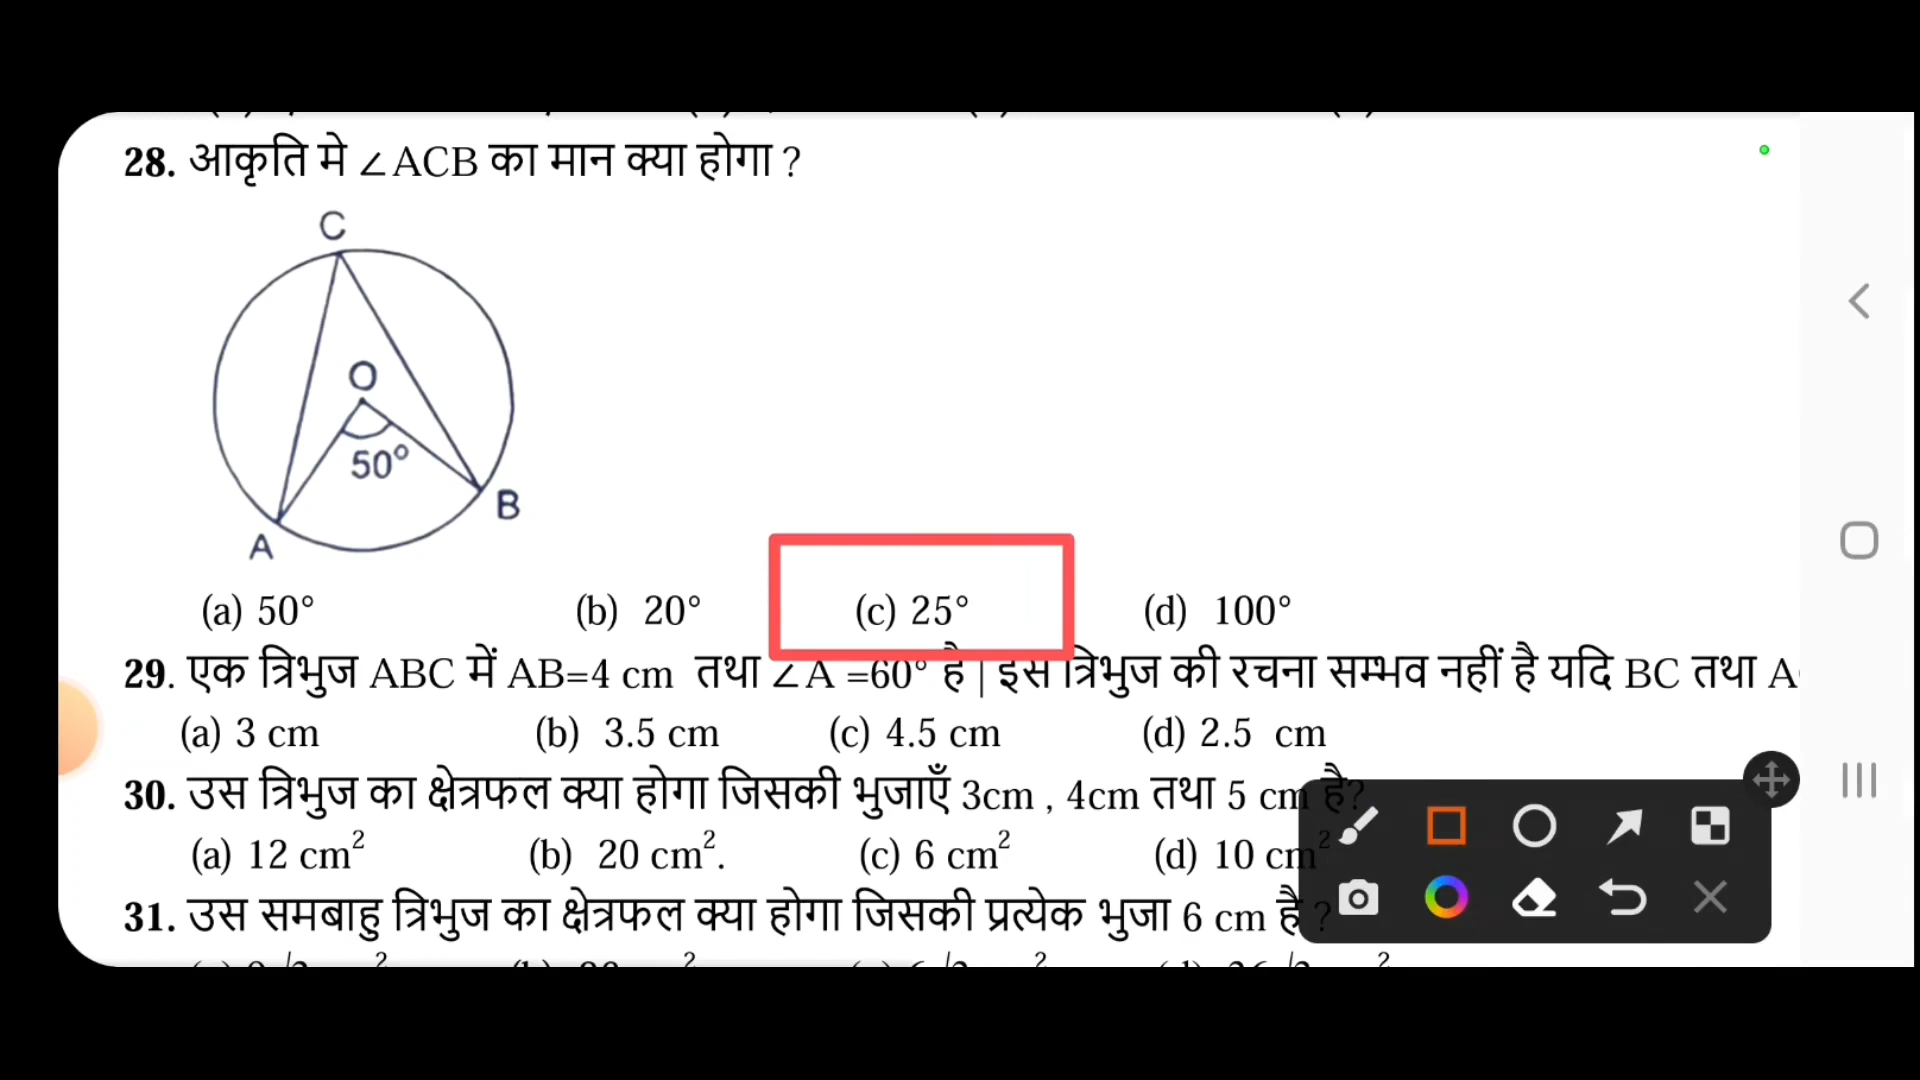 28. आकृति मे ∠ACB का मान क्या होगा ?
C
O
50°
B
A
(a) 50° (b) 20° (c) 25° (d) 100°
29. एक त्रिभुज ABC में AB=4 cm तथा ∠A =60° है | इस त्रिभुज की रचना सम्भव नहीं है यदि BC तथा A
(a) 3 cm (b) 3.5 cm (c) 4.5 cm (d) 2.5 cm
30. उस त्रिभुज का क्षेत्रफल क्या होगा जिसकी भुजाएँ 3cm , 4cm तथा 5 cm है?
(a) 12 cm² (b) 20 cm². (c) 6 cm² (d) 10 cm²
31. उस समबाहु त्रिभुज का क्षेत्रफल क्या होगा जिसकी प्रत्येक भुजा 6 cm है ?